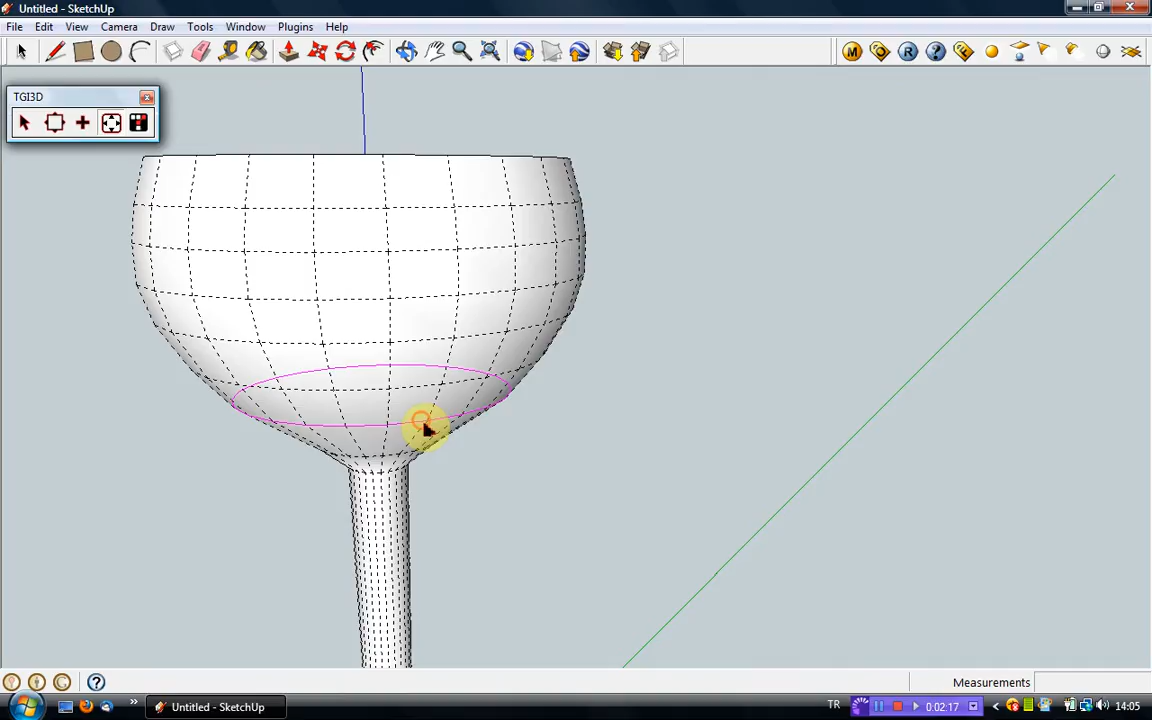 Untitled - SketchUp
File Edit View Camera Draw Tools Window Plugins Help
M R ?
TGI3D
? Measurements
Untitled - SketchUp TR 0:02:17 14:05